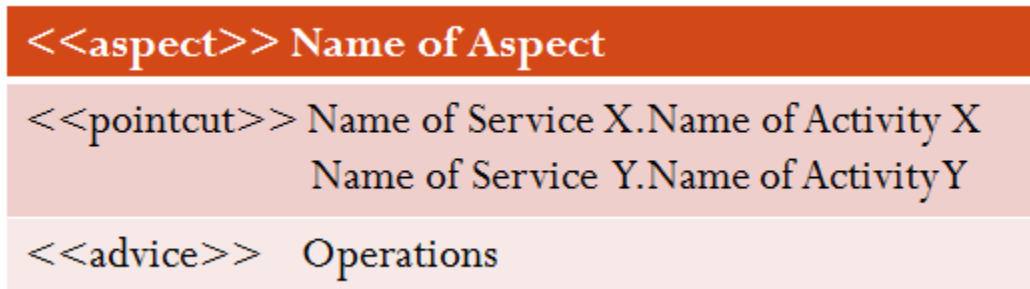 <<aspect>> Name of Aspect
<<pointcut>> Name of Service X.Name of Activity X
Name of Service Y.Name of Activity Y
<<advice>> Operations